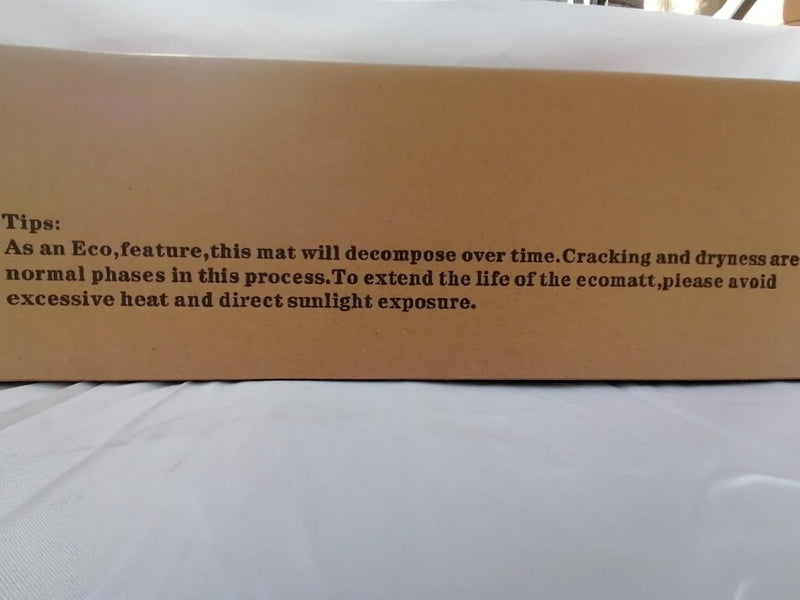 Tips:
As an Eco,feature,this mat will decompose over time.Cracking and dryness are
normal phases in this process.To extend the life of the ecomatt,piease avoid
excessive heat and direct sunlight exposure.